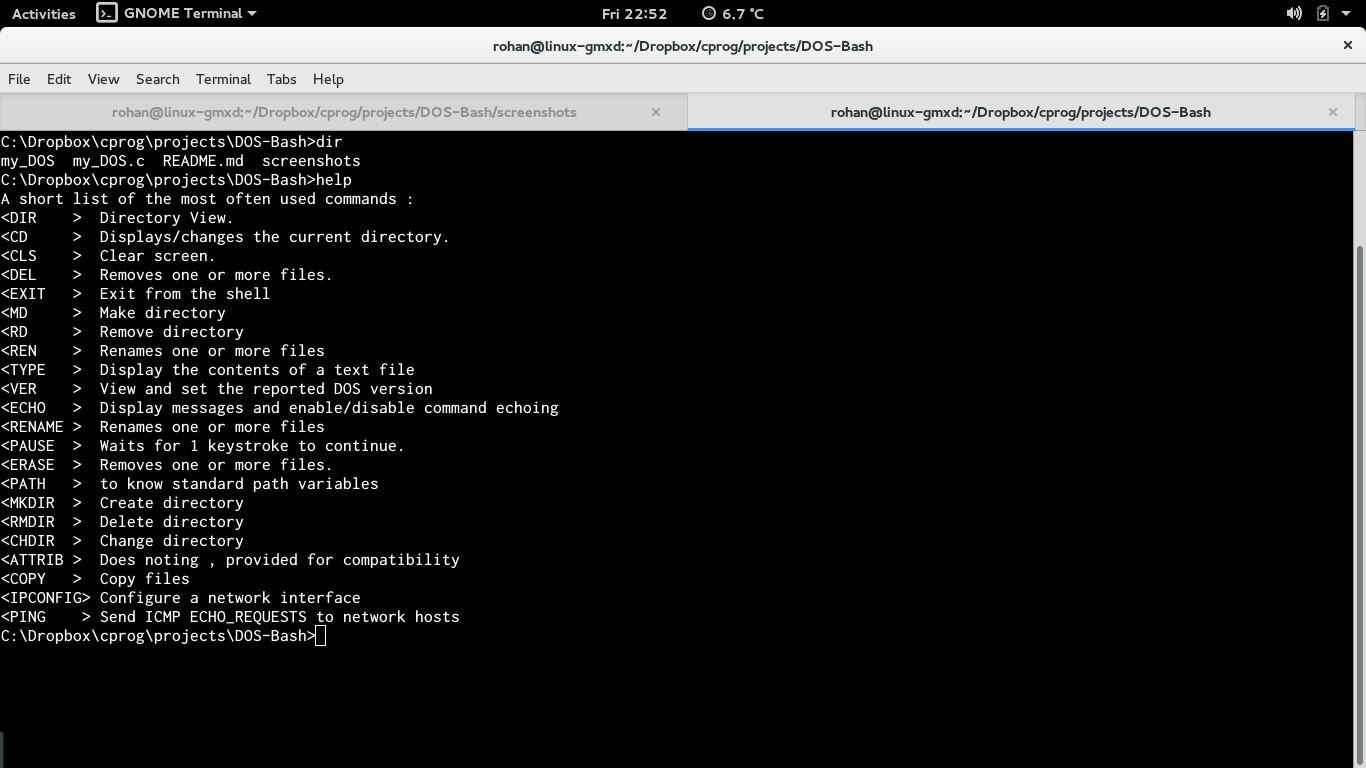 Activities GNOME Terminal Fri 22:52 6.7 °C
rohan@linux-gmxd:~/Dropbox/cprog/projects/DOS-Bash
File Edit View Search Terminal Tabs Help
rohan@linux-gmxd:~/Dropbox/cprog/projects/DOS-Bash/screenshots rohan@linux-gmxd:~/Dropbox/cprog/projects/DOS-Bash
C:\Dropbox\cprog\projects\DOS-Bash>dir
my_DOS  my_DOS.c  README.md  screenshots
C:\Dropbox\cprog\projects\DOS-Bash>help
A short list of the most often used commands :
<DIR    >  Directory View.
<CD     >  Displays/changes the current directory.
<CLS    >  Clear screen.
<DEL    >  Removes one or more files.
<EXIT   >  Exit from the shell
<MD     >  Make directory
<RD     >  Remove directory
<REN    >  Renames one or more files
<TYPE   >  Display the contents of a text file
<VER    >  View and set the reported DOS version
<ECHO   >  Display messages and enable/disable command echoing
<RENAME >  Renames one or more files
<PAUSE  >  Waits for 1 keystroke to continue.
<ERASE  >  Removes one or more files.
<PATH   >  to know standard path variables
<MKDIR  >  Create directory
<RMDIR  >  Delete directory
<CHDIR  >  Change directory
<ATTRIB >  Does noting , provided for compatibility
<COPY   >  Copy files
<IPCONFIG> Configure a network interface
<PING    > Send ICMP ECHO_REQUESTS to network hosts
C:\Dropbox\cprog\projects\DOS-Bash>